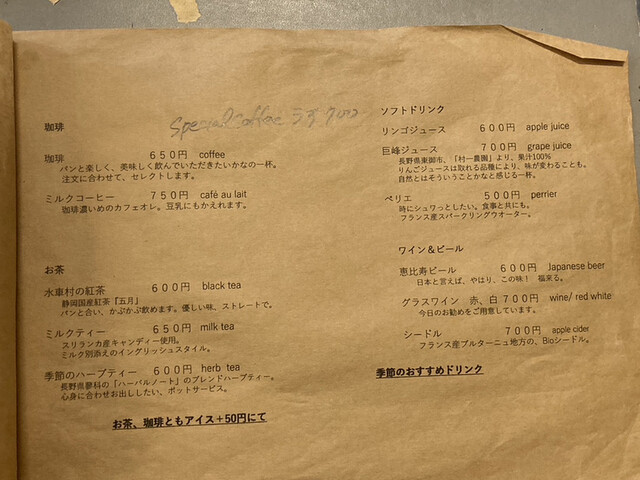 珈琲
Special Coffee うす
珈琲 650円 coffee
パンと楽しく、美味しく飲んでいただきたいかなの一杯。
注文に合わせて、セレクトします。
ミルクコーヒー 750円 café au lait
珈琲濃いめのカフェオレ。豆乳にもかえれます。
お茶
水車村の紅茶 600円 black tea
静岡国産紅茶「五月」
パンと合い、かぷかぷ飲めます。優しい味、ストレートで。
ミルクティー 650円 milk tea
スリランカ産キャンディー使用。
ミルク別添えのイングリッシュスタイル。
季節のハーブティー 600円 herb tea
長野県蓼科の「ハーバルノート」のブレンドハーブティー。
心身に合わせお出ししたい、ポットサービス。
お茶、珈琲ともアイス+50円にて
ソフトドリンク
リンゴジュース 600円 apple juice
巨峰ジュース 700円 grape juice
長野県東御市、「村一農園」より、果汁100%
りんごジュースは取れる品種により、味が変わることも。
自然とはそういうことかなと感じる一杯。
ペリエ 500円 perrier
時にシュワっとしたい。食事と共にも。
フランス産スパークリングウオーター。
ワイン&ビール
恵比寿ビール 600円 Japanese beer
日本と言えば、やはり、この味! 福来る。
グラスワイン 赤、白 700円 wine/ red white
今日のお勧めをご用意しています。
シードル 700円 apple cider
フランス産ブルターニュ地方の、Bioシードル。
季節のおすすめドリンク